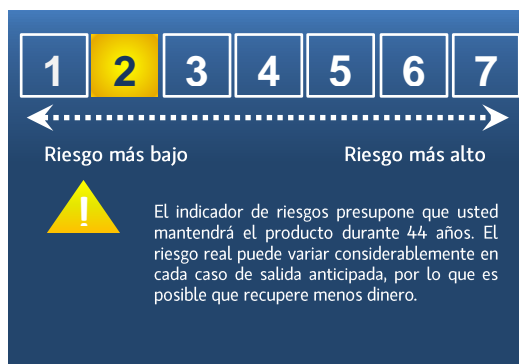 1 2 3 4 5 6 7
Riesgo más bajo Riesgo más alto
!
El indicador de riesgos presupone que usted
mantendrá el producto durante 44 años. El
riesgo real puede variar considerablemente en
cada caso de salida anticipada, por lo que es
posible que recupere menos dinero.